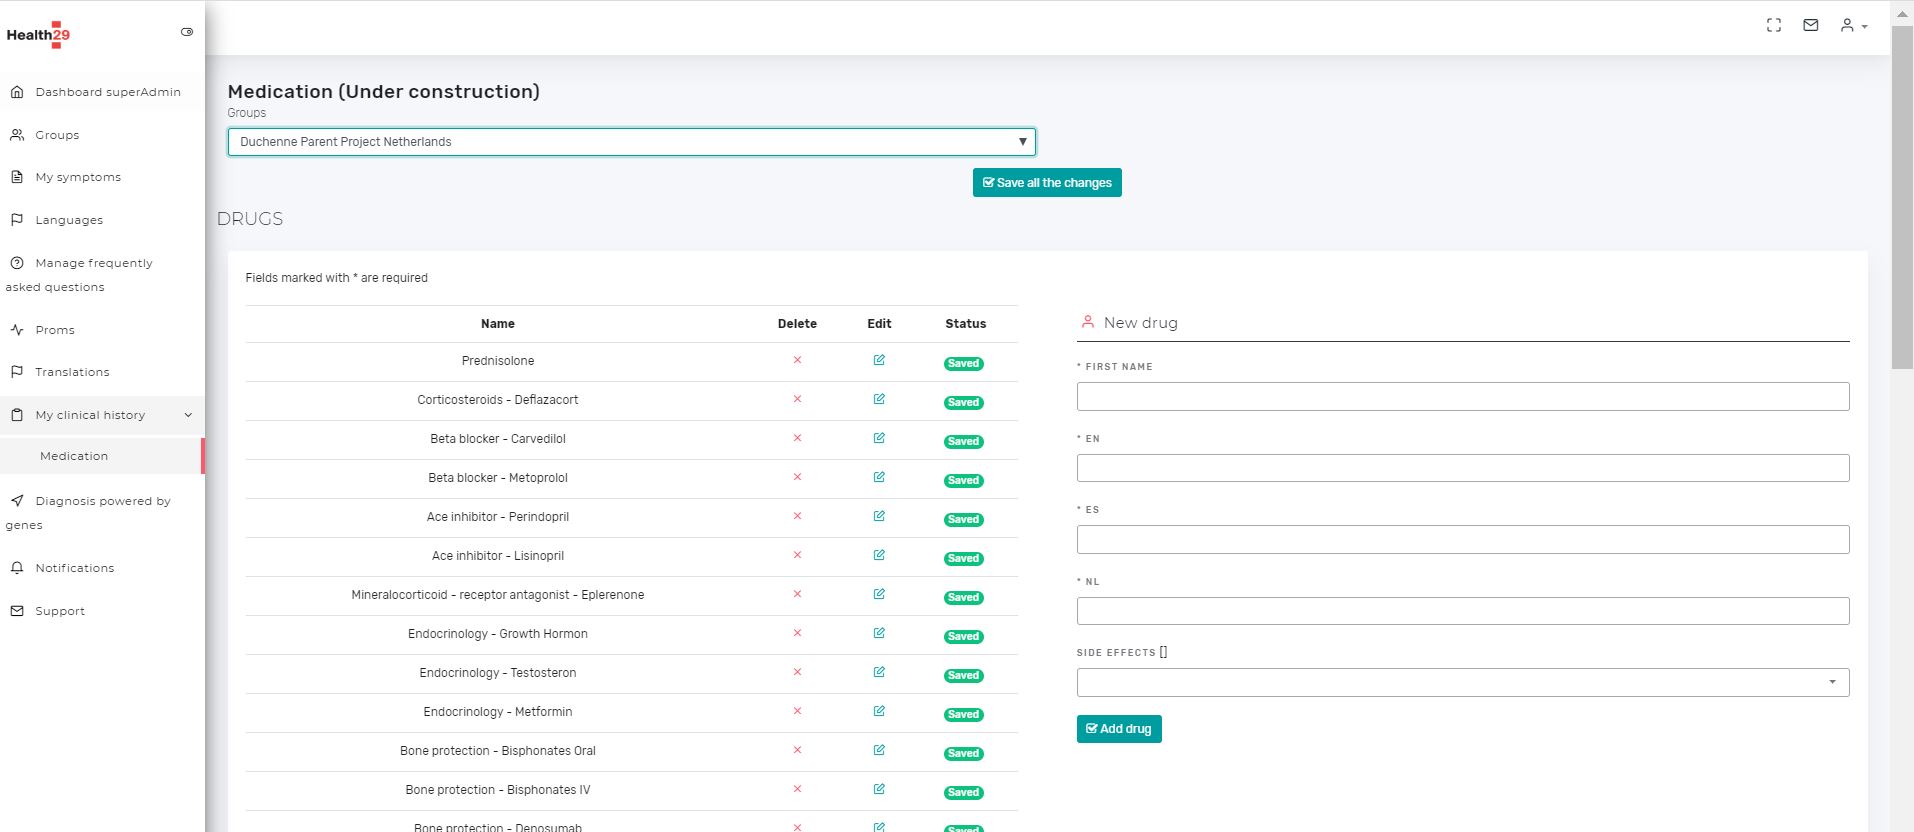 Health29
Dashboard superAdmin
Groups
My symptoms
Languages
Manage frequently
asked questions
Proms
Translations
My clinical history
Medication
Diagnosis powered by
genes
Notifications
Support
Medication (Under construction)
Groups
Duchenne Parent Project Netherlands
Save all the changes
DRUGS
Fields marked with * are required
Name Delete Edit Status
Prednisolone Saved
Corticosteroids - Deflazacort Saved
Beta blocker - Carvedilol Saved
Beta blocker - Metoprolol Saved
Ace inhibitor - Perindopril Saved
Ace inhibitor - Lisinopril Saved
Mineralocorticoid - receptor antagonist - Eplerenone Saved
Endocrinology - Growth Hormon Saved
Endocrinology - Testosteron Saved
Endocrinology - Metformin Saved
Bone protection - Bisphonates Oral Saved
Bone protection - Bisphonates IV Saved
Bone protection - Denosumab Saved
New drug
* FIRST NAME
* EN
* ES
* NL
SIDE EFFECTS []
Add drug